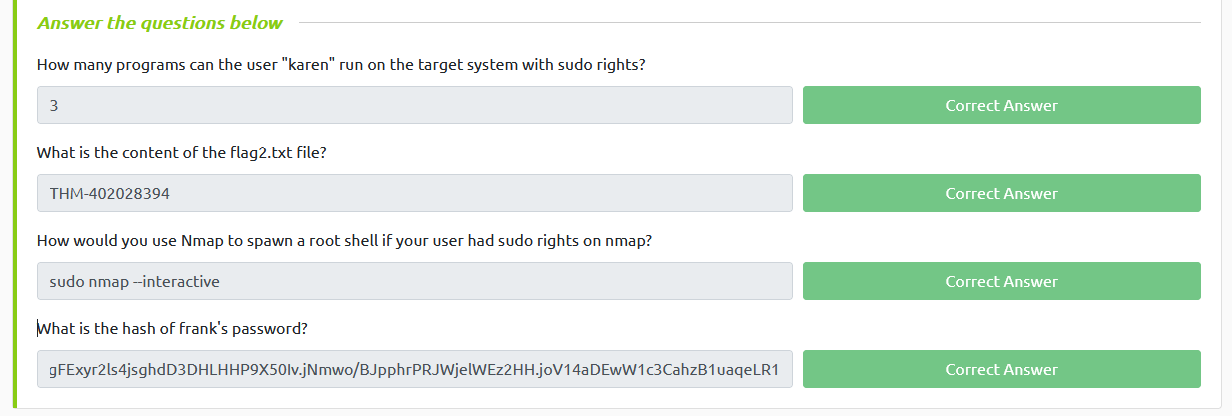 Answer the questions below
How many programs can the user "karen" run on the target system with sudo rights?
3 Correct Answer
What is the content of the flag2.txt file?
THM-402028394 Correct Answer
How would you use Nmap to spawn a root shell if your user had sudo rights on nmap?
sudo nmap --interactive Correct Answer
What is the hash of frank's password?
gFExyr2ls4jsghdD3DHLHHP9X50Iv.jNmwo/BJpphrPRJWjelWEz2HH.joV14aDEwW1c3CahzB1uaqeLR1 Correct Answer